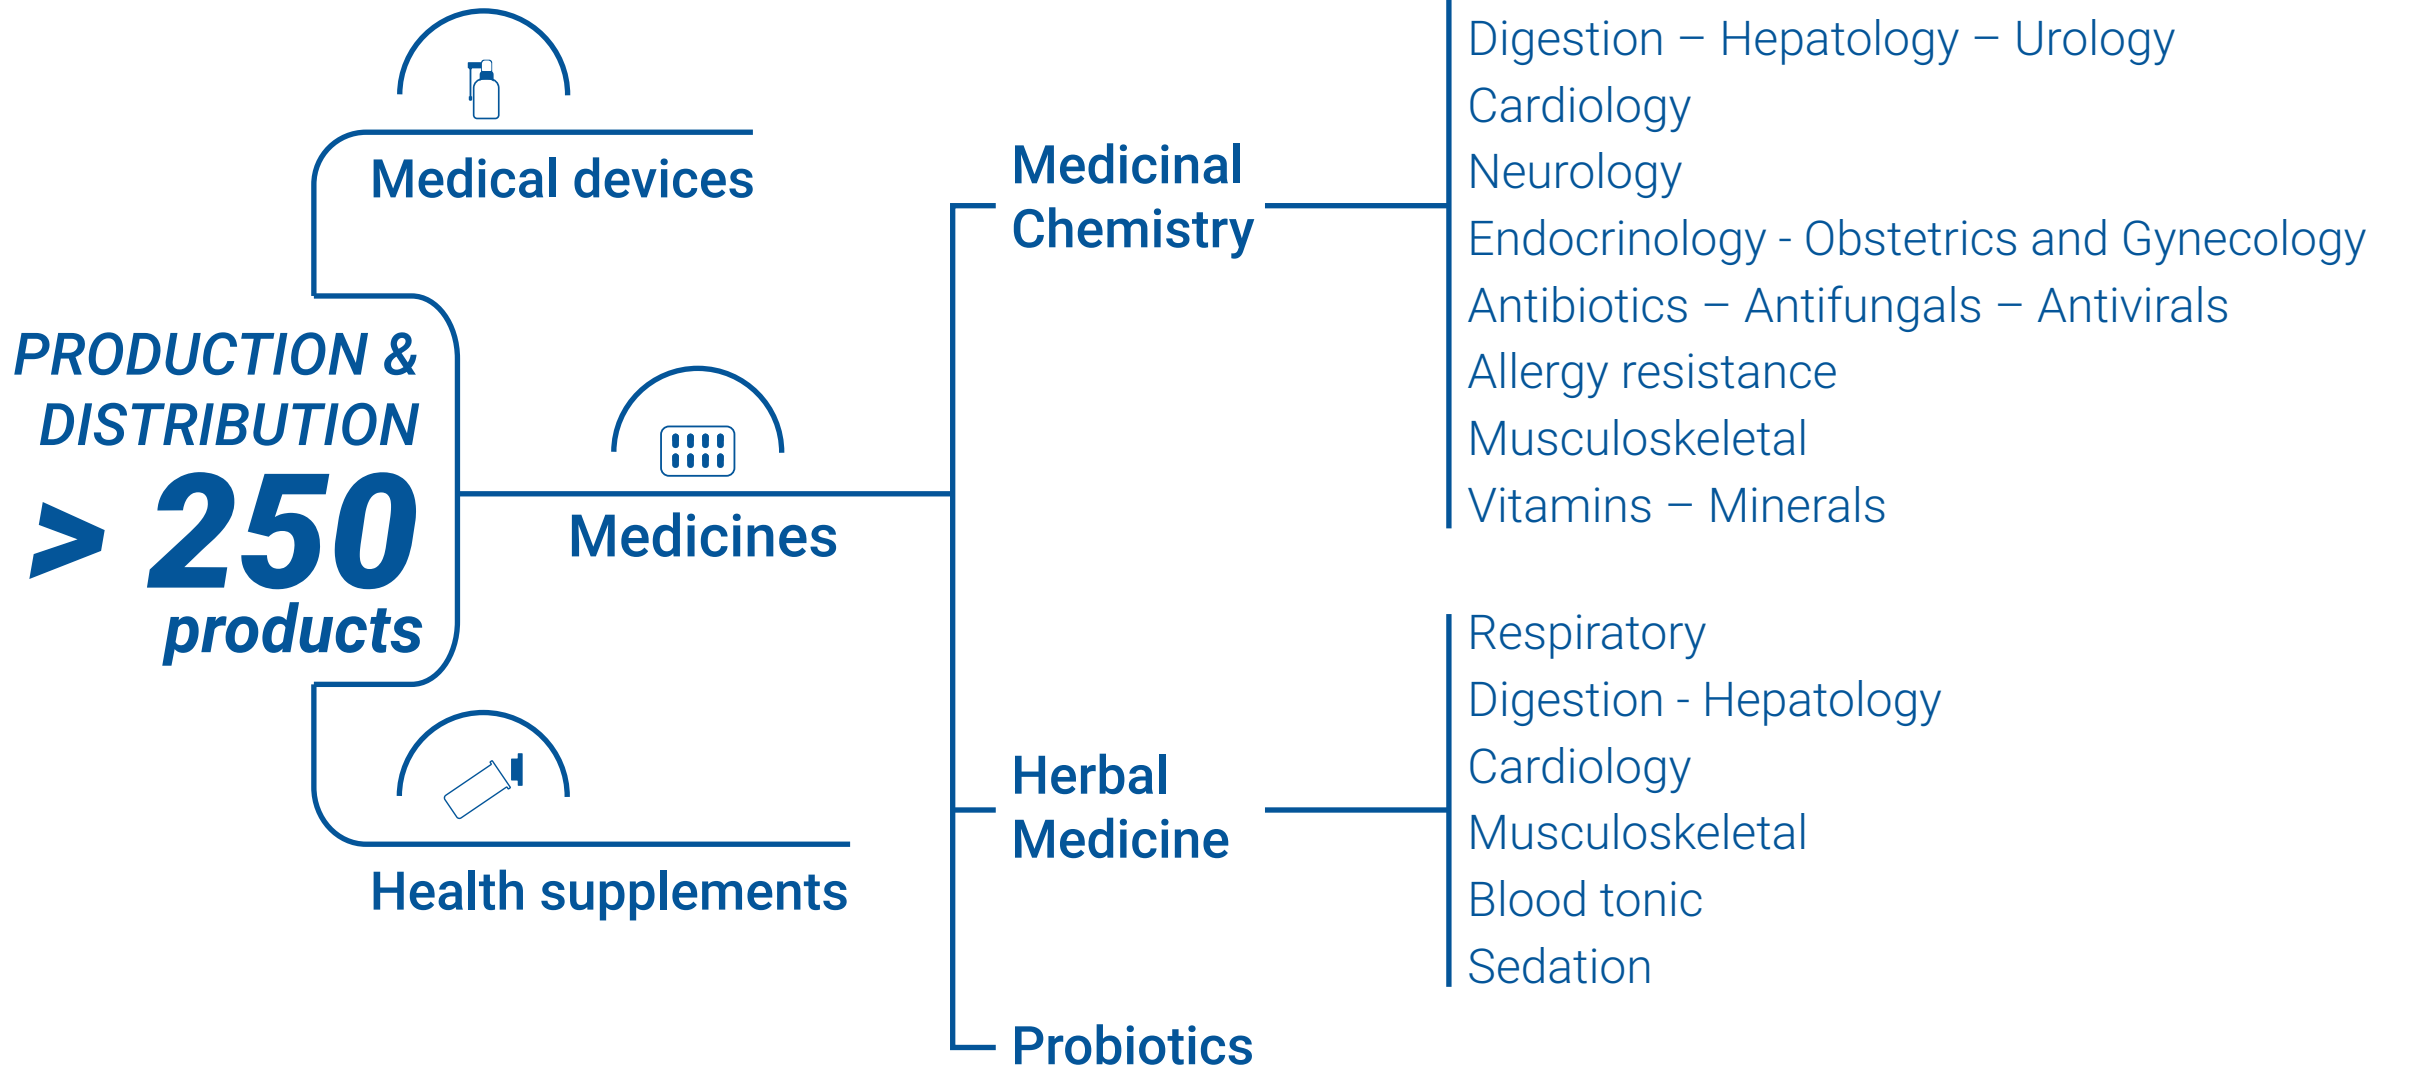 Medical devices
PRODUCTION &
DISTRIBUTION
> 250
products
Medicines
Health supplements
Medicinal
Chemistry
Digestion – Hepatology – Urology
Cardiology
Neurology
Endocrinology - Obstetrics and Gynecology
Antibiotics – Antifungals – Antivirals
Allergy resistance
Musculoskeletal
Vitamins – Minerals
Herbal
Medicine
Respiratory
Digestion - Hepatology
Cardiology
Musculoskeletal
Blood tonic
Sedation
Probiotics